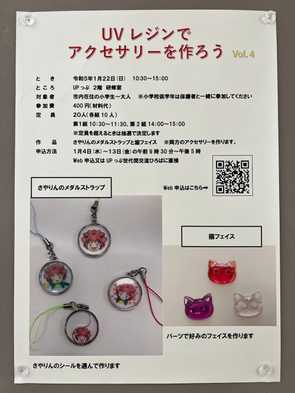 UV レジンで
アクセサリーを作ろう Vol.4
と き 令和5年1月22日(日) 10:30~15:00
ところ UPっぷ 2階 研修室
対 象 者 市内在住の小学生~大人 ※小学校低学年は保護者と一緒に参加してください
参 加 費 400円(材料代)
定 員 20人(各組10人)
第1組 10:30~11:30、第2組 14:00~15:00
※定員を超えるときは抽選で決定します
内 容 さやりんのメダルストラップと猫フェイス ※両方のアクセサリーを作ります。
申込方法 1月4日(水)~13日(金)の午前9時30分~午後5時
Web申込又はUPっぷ世代間交流ひろばに直接
Web申込はこちら→
さやりんのメダルストラップ
猫フェイス
パーツで好みのフェイスを作ります
さやりんのシールを選んで作ります